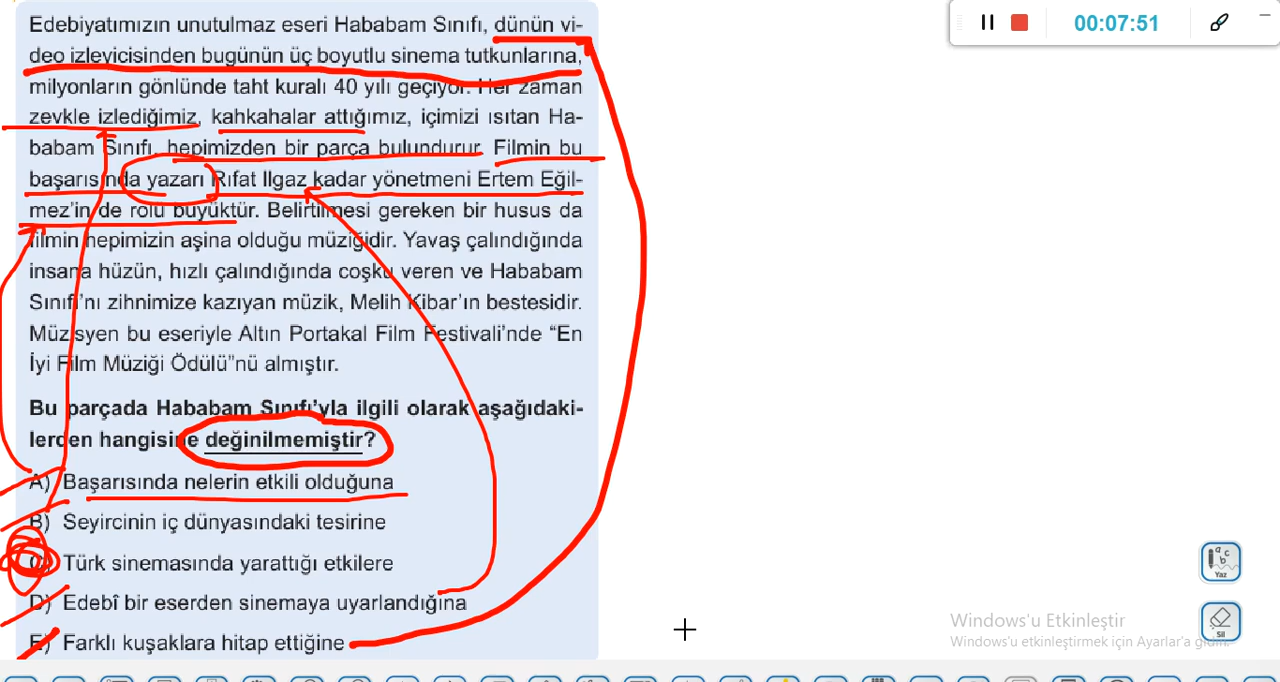 Edebiyatımızın unutulmaz eseri Hababam Sınıfı, dünün vi-
deo izleyicisinden bugünün üç boyutlu sinema tutkunlarına,
milyonların gönlünde taht kuralı 40 yılı geçiyor. Her zaman
zevkle izlediğimiz, kahkahalar attığımız, içimizi ısıtan Ha-
babam Sınıfı, hepimizden bir parça bulundurur. Filmin bu
başarısında yazarı Rıfat Ilgaz kadar yönetmeni Ertem Eğil-
mez’in de rolü büyüktür. Belirtilmesi gereken bir husus da
filmin hepimizin aşina olduğu müziğidir. Yavaş çalındığında
insana hüzün, hızlı çalındığında coşku veren ve Hababam
Sınıfı’nı zihnimize kazıyan müzik, Melih Kibar’ın bestesidir.
Müzisyen bu eseriyle Altın Portakal Film Festivali’nde “En
İyi Film Müziği Ödülü”nü almıştır.
Bu parçada Hababam Sınıfı’yla ilgili olarak aşağıdaki-
lerden hangisine değinilmemiştir?
A) Başarısında nelerin etkili olduğuna
B) Seyircinin iç dünyasındaki tesirine
C) Türk sinemasında yarattığı etkilere
D) Edebî bir eserden sinemaya uyarlandığına
E) Farklı kuşaklara hitap ettiğine
00:07:51
a b c
Yaz
Sil
Windows'u Etkinleştir
Windows'u etkinleştirmek için Ayarlar'a gidin.